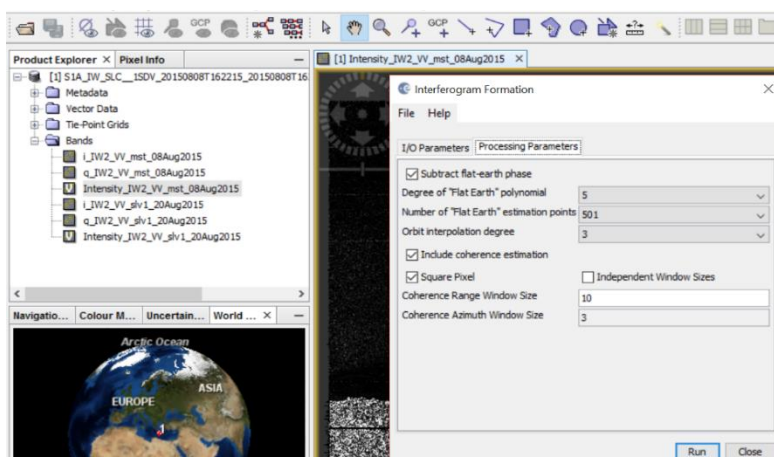 GCP GCP
Product Explorer × Pixel Info
[1] S1A_IW_SLC__1SDV_20150808T162215_20150808T16
Metadata
Vector Data
Tie-Point Grids
Bands
i_IW2_VV_mst_08Aug2015
q_IW2_VV_mst_08Aug2015
Intensity_IW2_VV_mst_08Aug2015
i_IW2_VV_slv1_20Aug2015
q_IW2_VV_slv1_20Aug2015
Intensity_IW2_VV_slv1_20Aug2015
Navigatio... Colour M... Uncertain... World ... ×
Arctic Ocean
ASIA
EUROPE
1
[1] Intensity_IW2_VV_mst_08Aug2015 ×
Interferogram Formation
File Help
I/O Parameters Processing Parameters
Subtract flat-earth phase
Degree of "Flat Earth" polynomial 5
Number of "Flat Earth" estimation points 501
Orbit interpolation degree 3
Include coherence estimation
Square Pixel Independent Window Sizes
Coherence Range Window Size 10
Coherence Azimuth Window Size 3
Run Close